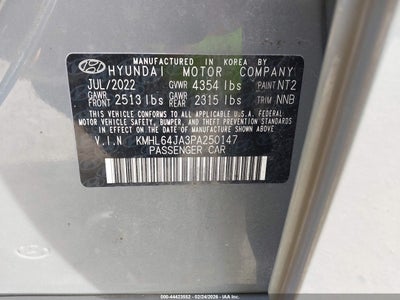 MANUFACTURED IN KOREA BY
HYUNDAI MOTOR COMPANY
JUL/2022 GVWR 4354 lbs PAINT NT2
GAWR FRONT 2513 lbs GAWR REAR 2315 lbs TRIM NNB
THIS VEHICLE CONFORMS TO ALL APPLICABLE U.S.A. FEDERAL
MOTOR VEHICLE SAFETY, BUMPER, AND THEFT PREVENTION STANDARDS
IN EFFECT ON THE DATE OF MANUFACTURE SHOWN ABOVE.
V.I.N KMHL64JA3PA250147
PASSENGER CAR
000-44423552 - 02/24/2026 - IAA Inc.